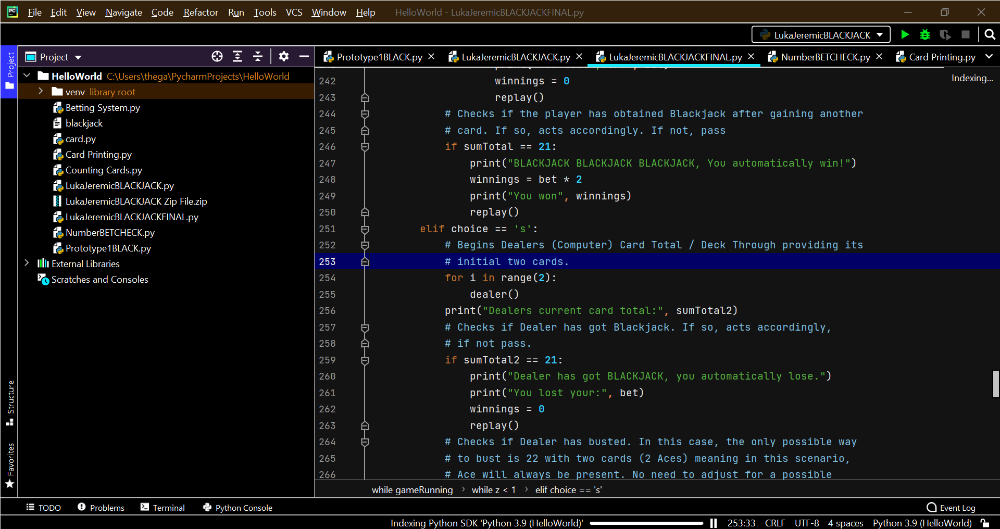 PC File Edit View Navigate Code Refactor Run Tools VCS Window Help HelloWorld - LukaJeremicBLACKJACKFINAL.py
LukaJeremicBLACKJACK
Project
Project
Prototype1BLACK.py LukaJeremicBLACKJACK.py LukaJeremicBLACKJACKFINAL.py NumberBETCHECK.py Card Printing.py
HelloWorld C:\Users\thega\PycharmProjects\HelloWorld
venv library root
Betting System.py
blackjack
card.py
Card Printing.py
Counting Cards.py
LukaJeremicBLACKJACK.py
LukaJeremicBLACKJACK Zip File.zip
LukaJeremicBLACKJACKFINAL.py
NumberBETCHECK.py
Prototype1BLACK.py
External Libraries
Scratches and Consoles
Structure
Favorites
Indexing...
242 winnings = 0
243 replay()
244 # Checks if the player has obtained Blackjack after gaining another
245 # card. If so, acts accordingly. If not, pass
246 if sumTotal == 21:
247 print("BLACKJACK BLACKJACK BLACKJACK, You automatically win!")
248 winnings = bet * 2
249 print("You won", winnings)
250 replay()
251 elif choice == 's':
252 # Begins Dealers (Computer) Card Total / Deck Through providing its
253 # initial two cards.
254 for i in range(2):
255 dealer()
256 print("Dealers current card total:", sumTotal2)
257 # Checks if Dealer has got Blackjack. If so, acts accordingly,
258 # if not pass.
259 if sumTotal2 == 21:
260 print("Dealer has got BLACKJACK, you automatically lose.")
261 print("You lost your:", bet)
262 winnings = 0
263 replay()
264 # Checks if Dealer has busted. In this case, the only possible way
265 # to bust is 22 with two cards (2 Aces) meaning in this scenario,
266 # Ace will always be present. No need to adjust for a possible
while gameRunning while z < 1 elif choice == 's'
TODO Problems Terminal Python Console Event Log
Indexing Python SDK 'Python 3.9 (HelloWorld)' 253:33 CRLF UTF-8 4 spaces Python 3.9 (HelloWorld)